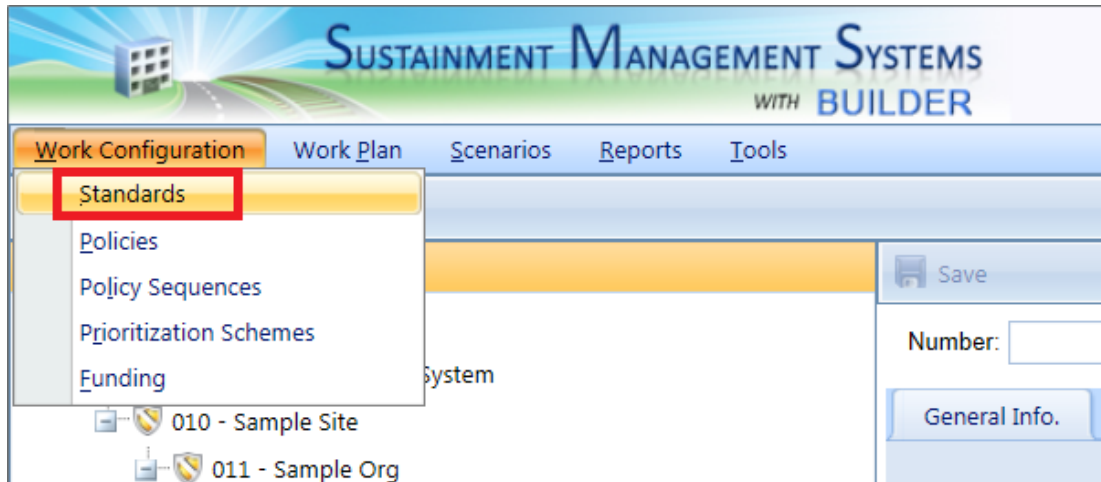 SUSTAINMENT MANAGEMENT SYSTEMS
WITH BUILDER
Work Configuration Work Plan Scenarios Reports Tools
Standards
Policies
Policy Sequences
Prioritization Schemes
Funding
System
010 - Sample Site
011 - Sample Org
Save
Number:
General Info.